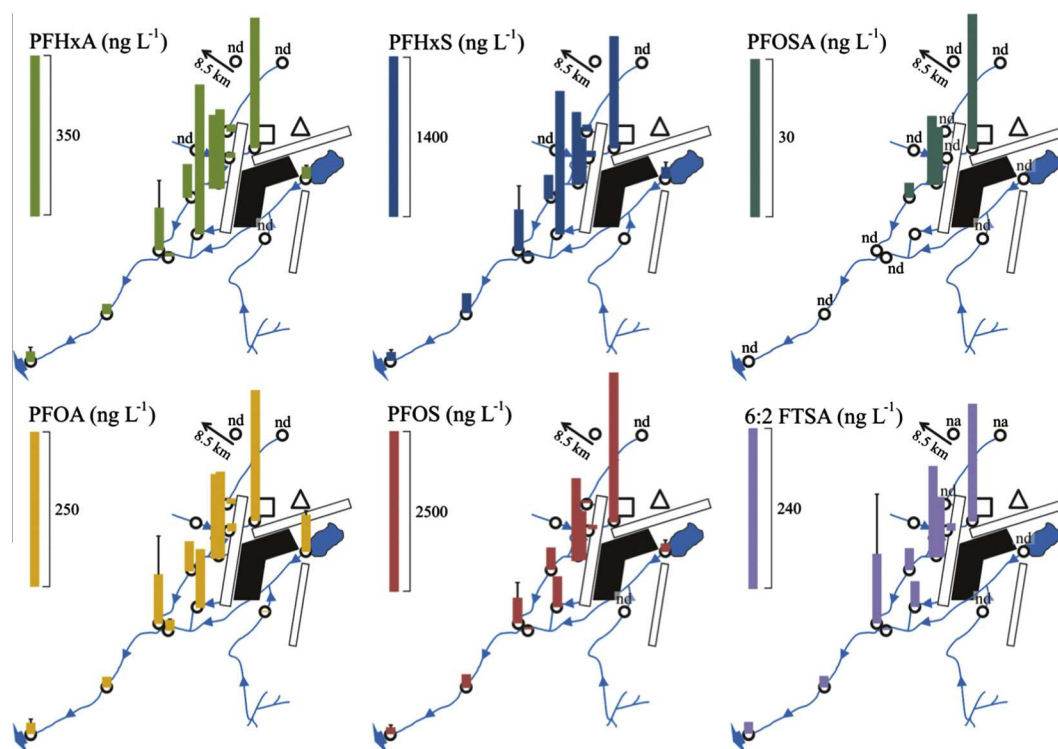 PFHxA (ng L⁻¹)
350
nd
nd
8.5 km
nd
nd
PFHxS (ng L⁻¹)
1400
nd
8.5 km
PFOSA (ng L⁻¹)
30
nd
nd
8.5 km
nd
nd
nd
nd
nd
nd
nd
nd
nd
PFOA (ng L⁻¹)
250
nd
nd
8.5 km
PFOS (ng L⁻¹)
2500
nd
8.5 km
nd
6:2 FTSA (ng L⁻¹)
240
na
na
8.5 km
nd
nd
nd